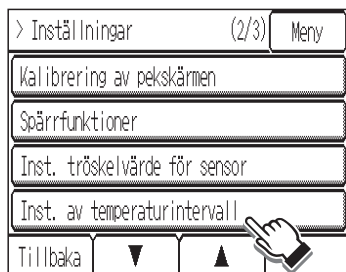 > Inställningar (2/3) Meny
Kalibrering av pekskärmen
Spärrfunktioner
Inst. tröskelvärde för sensor
Inst. av temperaturintervall
Tillbaka ▼ ▲